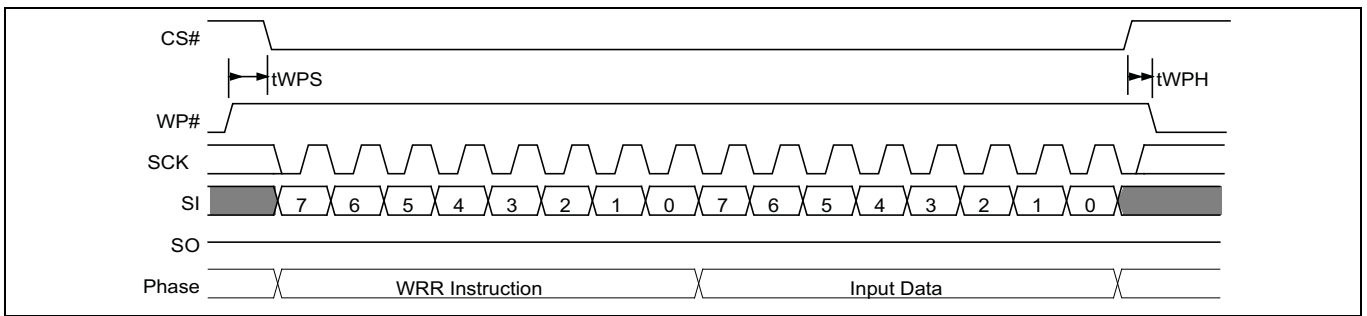 CS#
tWPS tWPH
WP#
SCK
SI 7 6 5 4 3 2 1 0 7 6 5 4 3 2 1 0
SO
Phase WRR Instruction Input Data